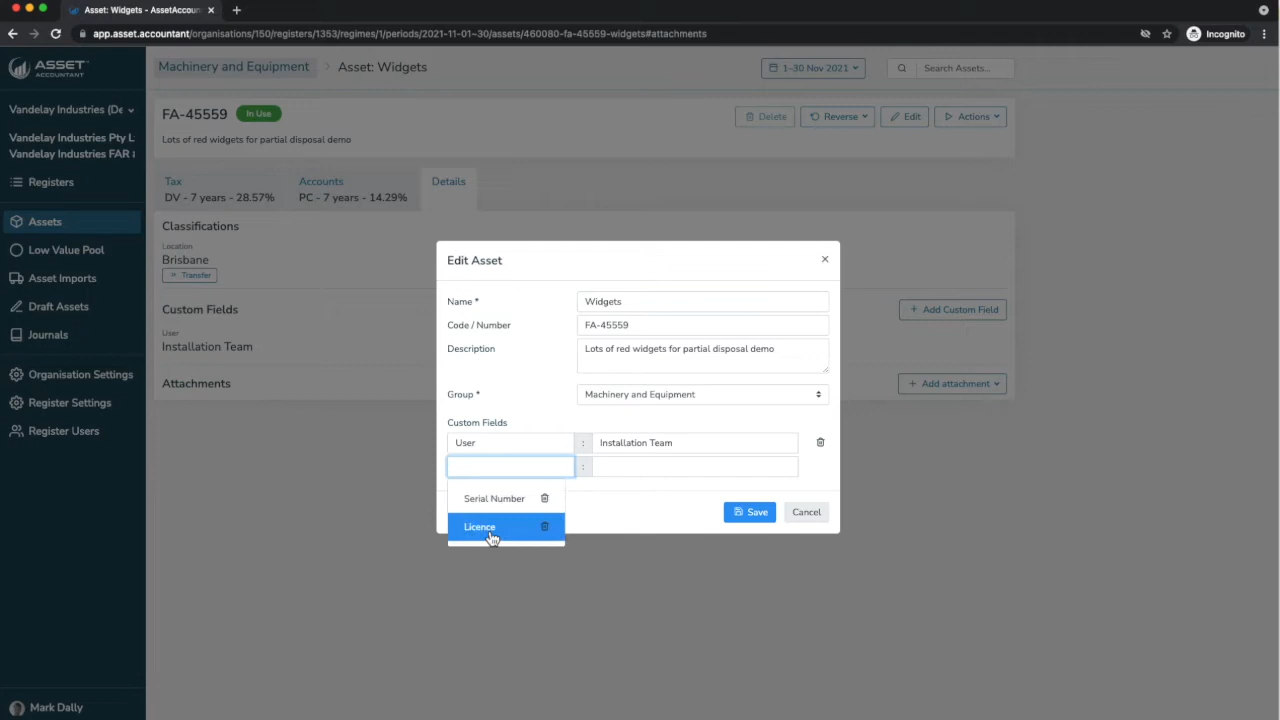 Asset: Widgets - AssetAccoun
app.asset.accountant/organisations/150/registers/1353/regimes/1/periods/2021-11-01~30/assets/460080-fa-45559-widgets#attachments
Incognito
ASSET
ACCOUNTANT
Vandelay Industries (De
Vandelay Industries Pty L
Vandelay Industries FAR
Registers
Assets
Low Value Pool
Asset Imports
Draft Assets
Journals
Organisation Settings
Register Settings
Register Users
Mark Dally
Machinery and Equipment > Asset: Widgets
1–30 Nov 2021
Search Assets...
FA-45559 In Use
Delete Reverse Edit Actions
Lots of red widgets for partial disposal demo
Tax
DV - 7 years - 28.57%
Accounts
PC - 7 years - 14.29%
Details
Classifications
Location
Brisbane
Transfer
Custom Fields
+ Add Custom Field
User
Installation Team
Attachments
+ Add attachment
Edit Asset ×
Name * Widgets
Code / Number FA-45559
Description Lots of red widgets for partial disposal demo
Group * Machinery and Equipment
Custom Fields
User : Installation Team
:
Serial Number
Licence
Save Cancel